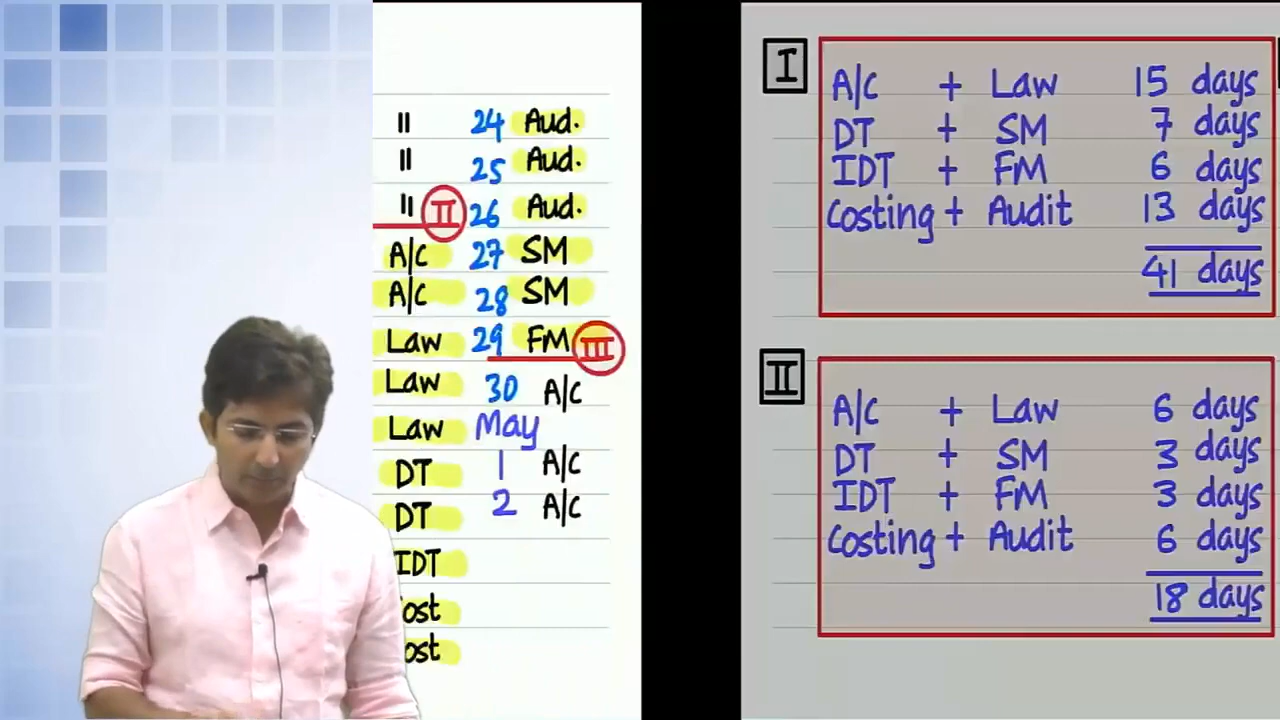 II 24 Aud.
II 25 Aud.
II II 26 Aud.
A/C 27 SM
A/C 28 SM
Law 29 FM III
Law 30 A/C
Law May
DT 1 A/C
DT 2 A/C
IDT
ost
ost
I
A/C + Law 15 days
DT + SM 7 days
IDT + FM 6 days
Costing + Audit 13 days
41 days
II
A/C + Law 6 days
DT + SM 3 days
IDT + FM 3 days
Costing + Audit 6 days
18 days